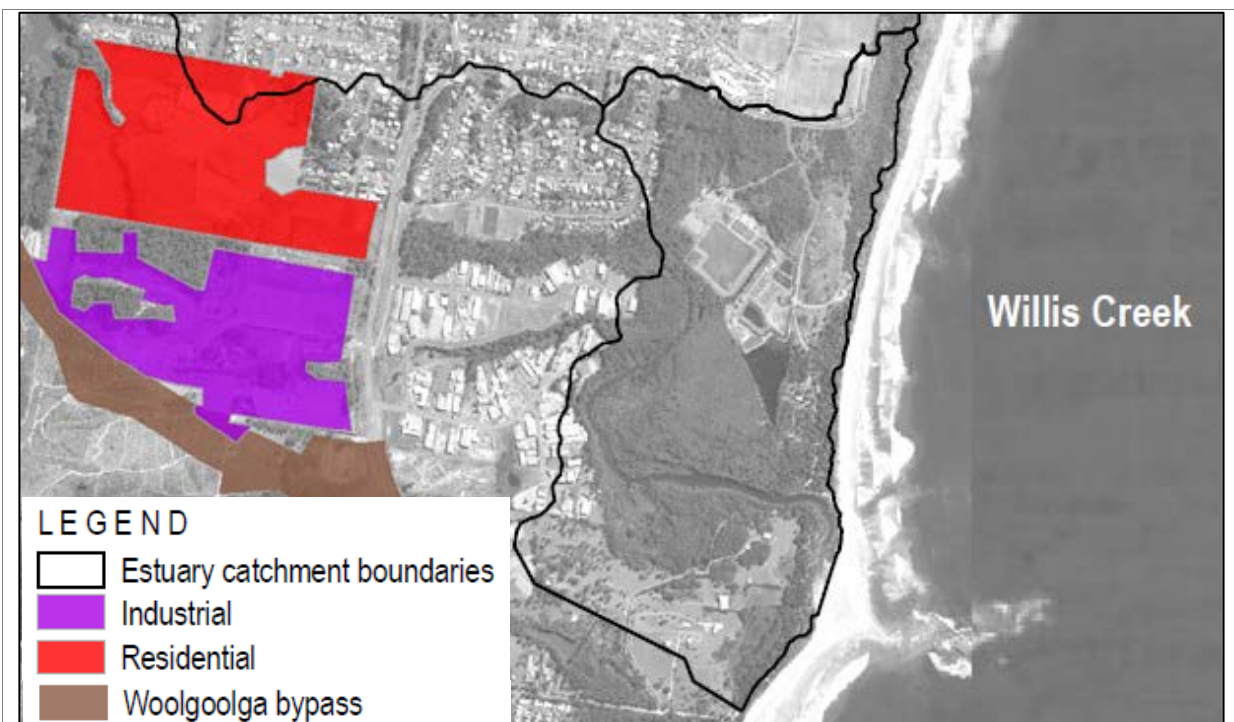 Willis Creek
LEGEND
Estuary catchment boundaries
Industrial
Residential
Woolgoolga bypass